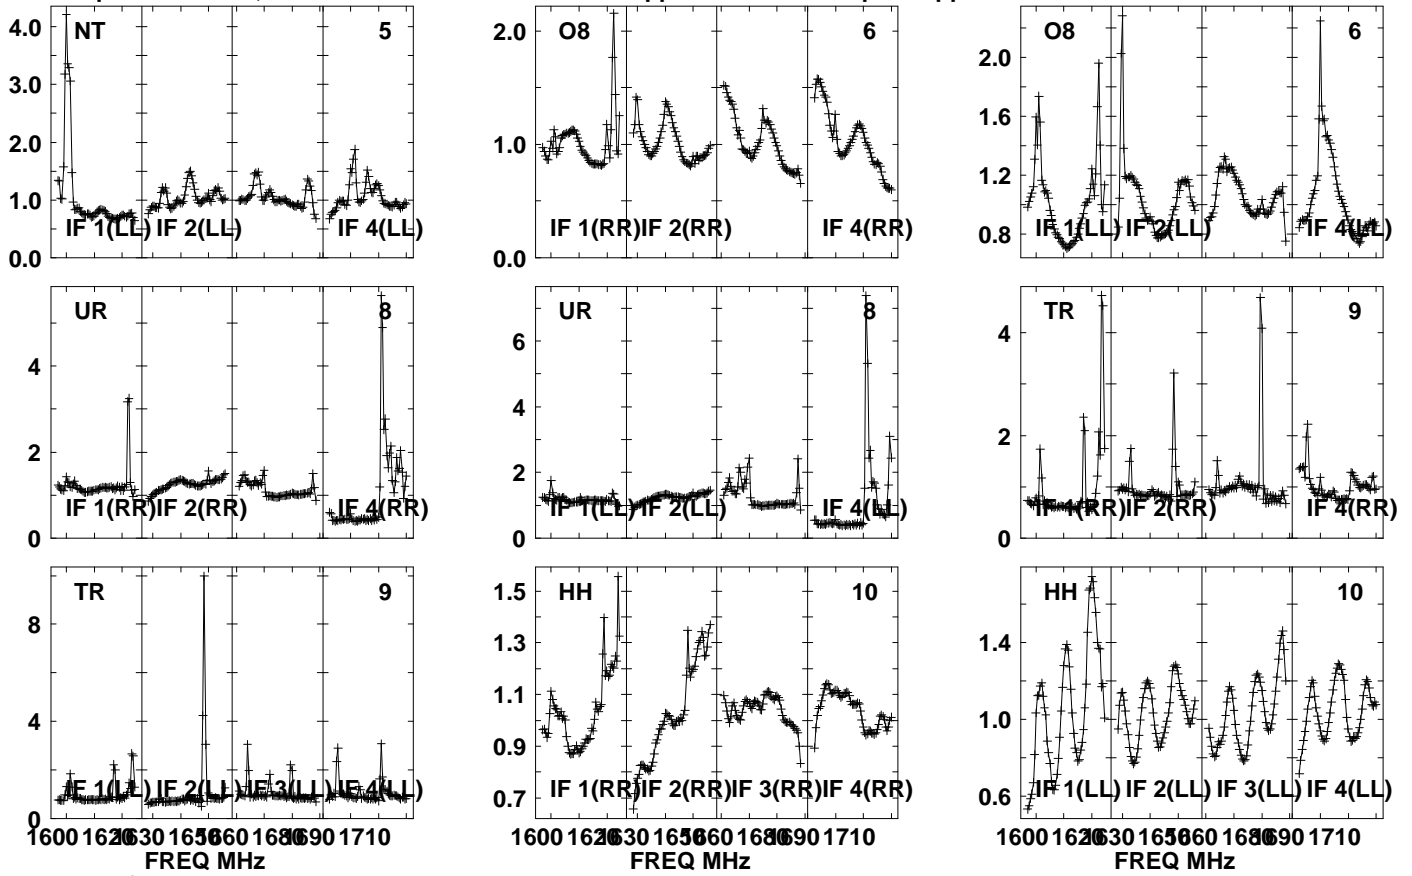 NT 5
4.0
3.0
2.0
1.0
0.0
IF 1(LL) IF 2(LL) IF 4(LL)
O8 6
2.0
1.0
0.0
IF 1(RR) IF 2(RR) IF 4(RR)
O8 6
2.0
1.6
1.2
0.8
IF 1(LL) IF 2(LL) IF 4(LL)
UR 8
4
2
0
IF 1(RR) IF 2(RR) IF 4(RR)
UR 8
6
4
2
0
IF 1(LL) IF 2(LL) IF 4(LL)
TR 9
4
2
0
IF 1(RR) IF 2(RR) IF 4(RR)
TR 9
8
4
0
IF 1(LL) IF 2(LL) IF 3(LL) IF 4(LL)
1600 1620 1630 1650 1660 1680 1690 1710
FREQ MHz
HH 10
1.5
1.3
1.1
0.9
0.7
IF 1(RR) IF 2(RR) IF 3(RR) IF 4(RR)
1600 1620 1630 1650 1660 1680 1690 1710
FREQ MHz
HH 10
1.4
1.0
0.6
IF 1(LL) IF 2(LL) IF 3(LL) IF 4(LL)
1600 1620 1630 1650 1660 1680 1690 1710
FREQ MHz